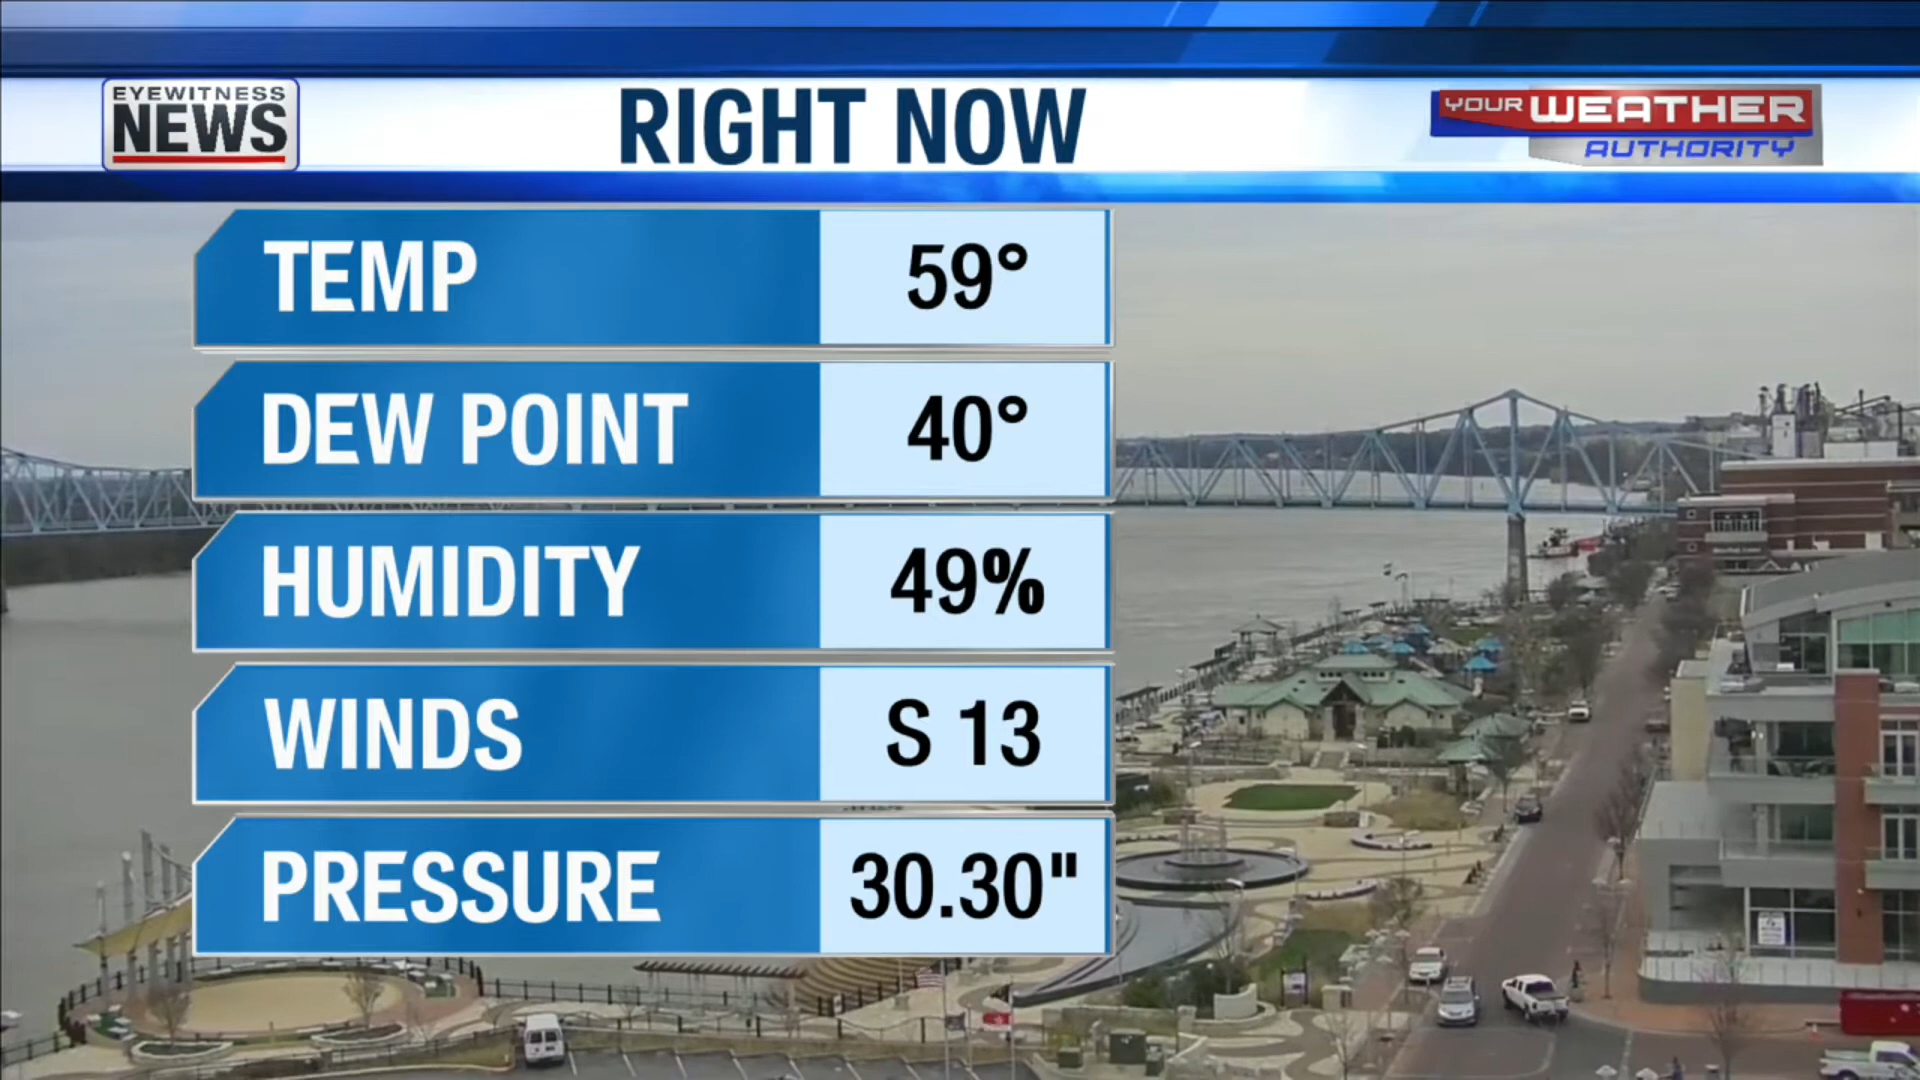 EYEWITNESS
NEWS
RIGHT NOW
YOUR WEATHER
AUTHORITY
TEMP 59°
DEW POINT 40°
HUMIDITY 49%
WINDS S 13
PRESSURE 30.30"